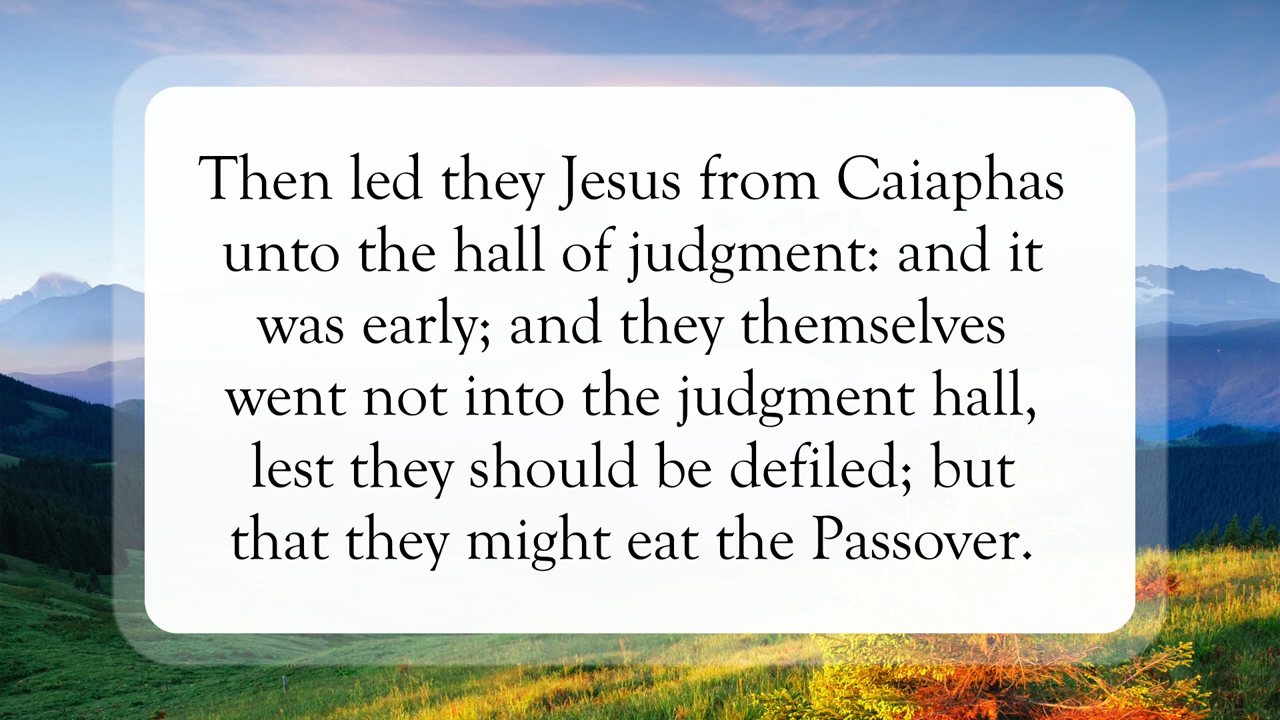 Then led they Jesus from Caiaphas
unto the hall of judgment: and it
was early; and they themselves
went not into the judgment hall,
lest they should be defiled; but
that they might eat the Passover.